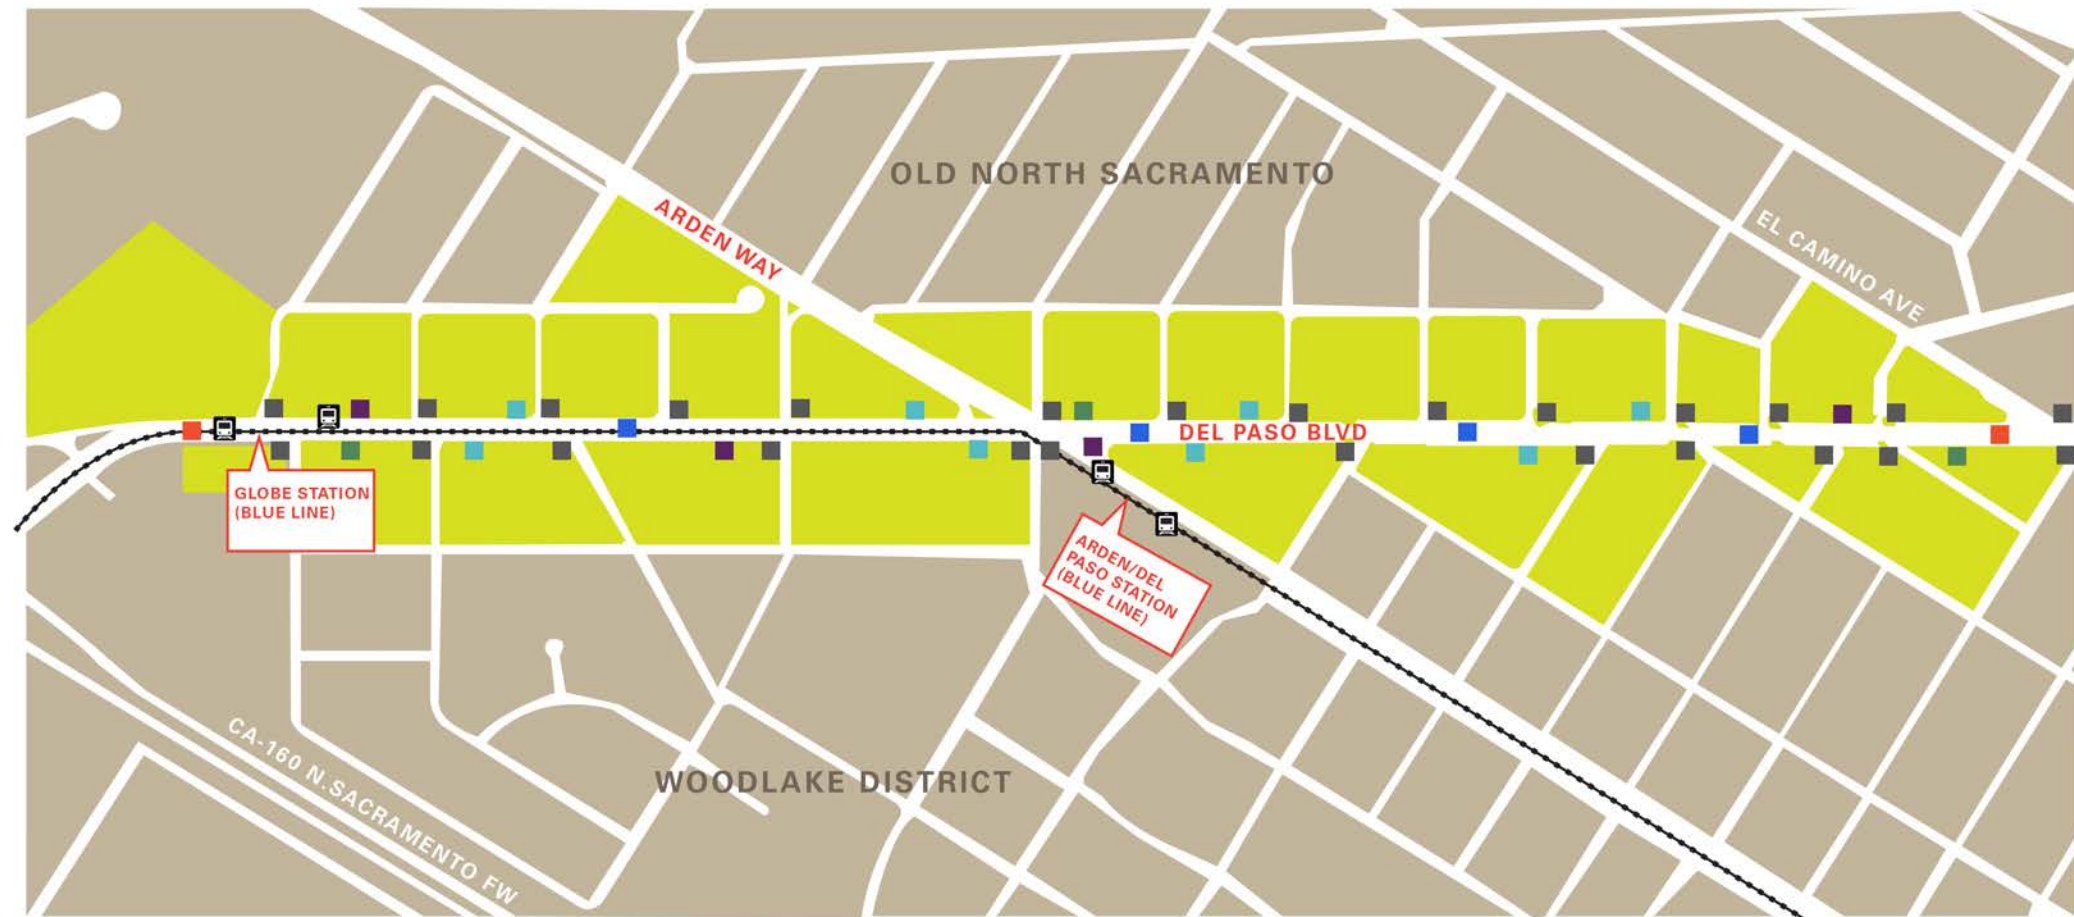 OLD NORTH SACRAMENTO
ARDEN WAY
EL CAMINO AVE
DEL PASO BLVD
GLOBE STATION
(BLUE LINE)
ARDEN/DEL
PASO STATION
(BLUE LINE)
CA-160 N.SACRAMENTO FW
WOODLAKE DISTRICT